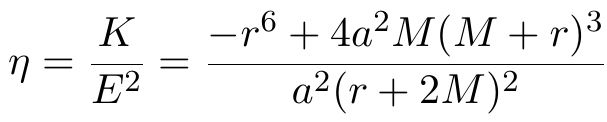 η = K/E² = (−r⁶ + 4a²M(M + r)³)/(a²(r + 2M)²)